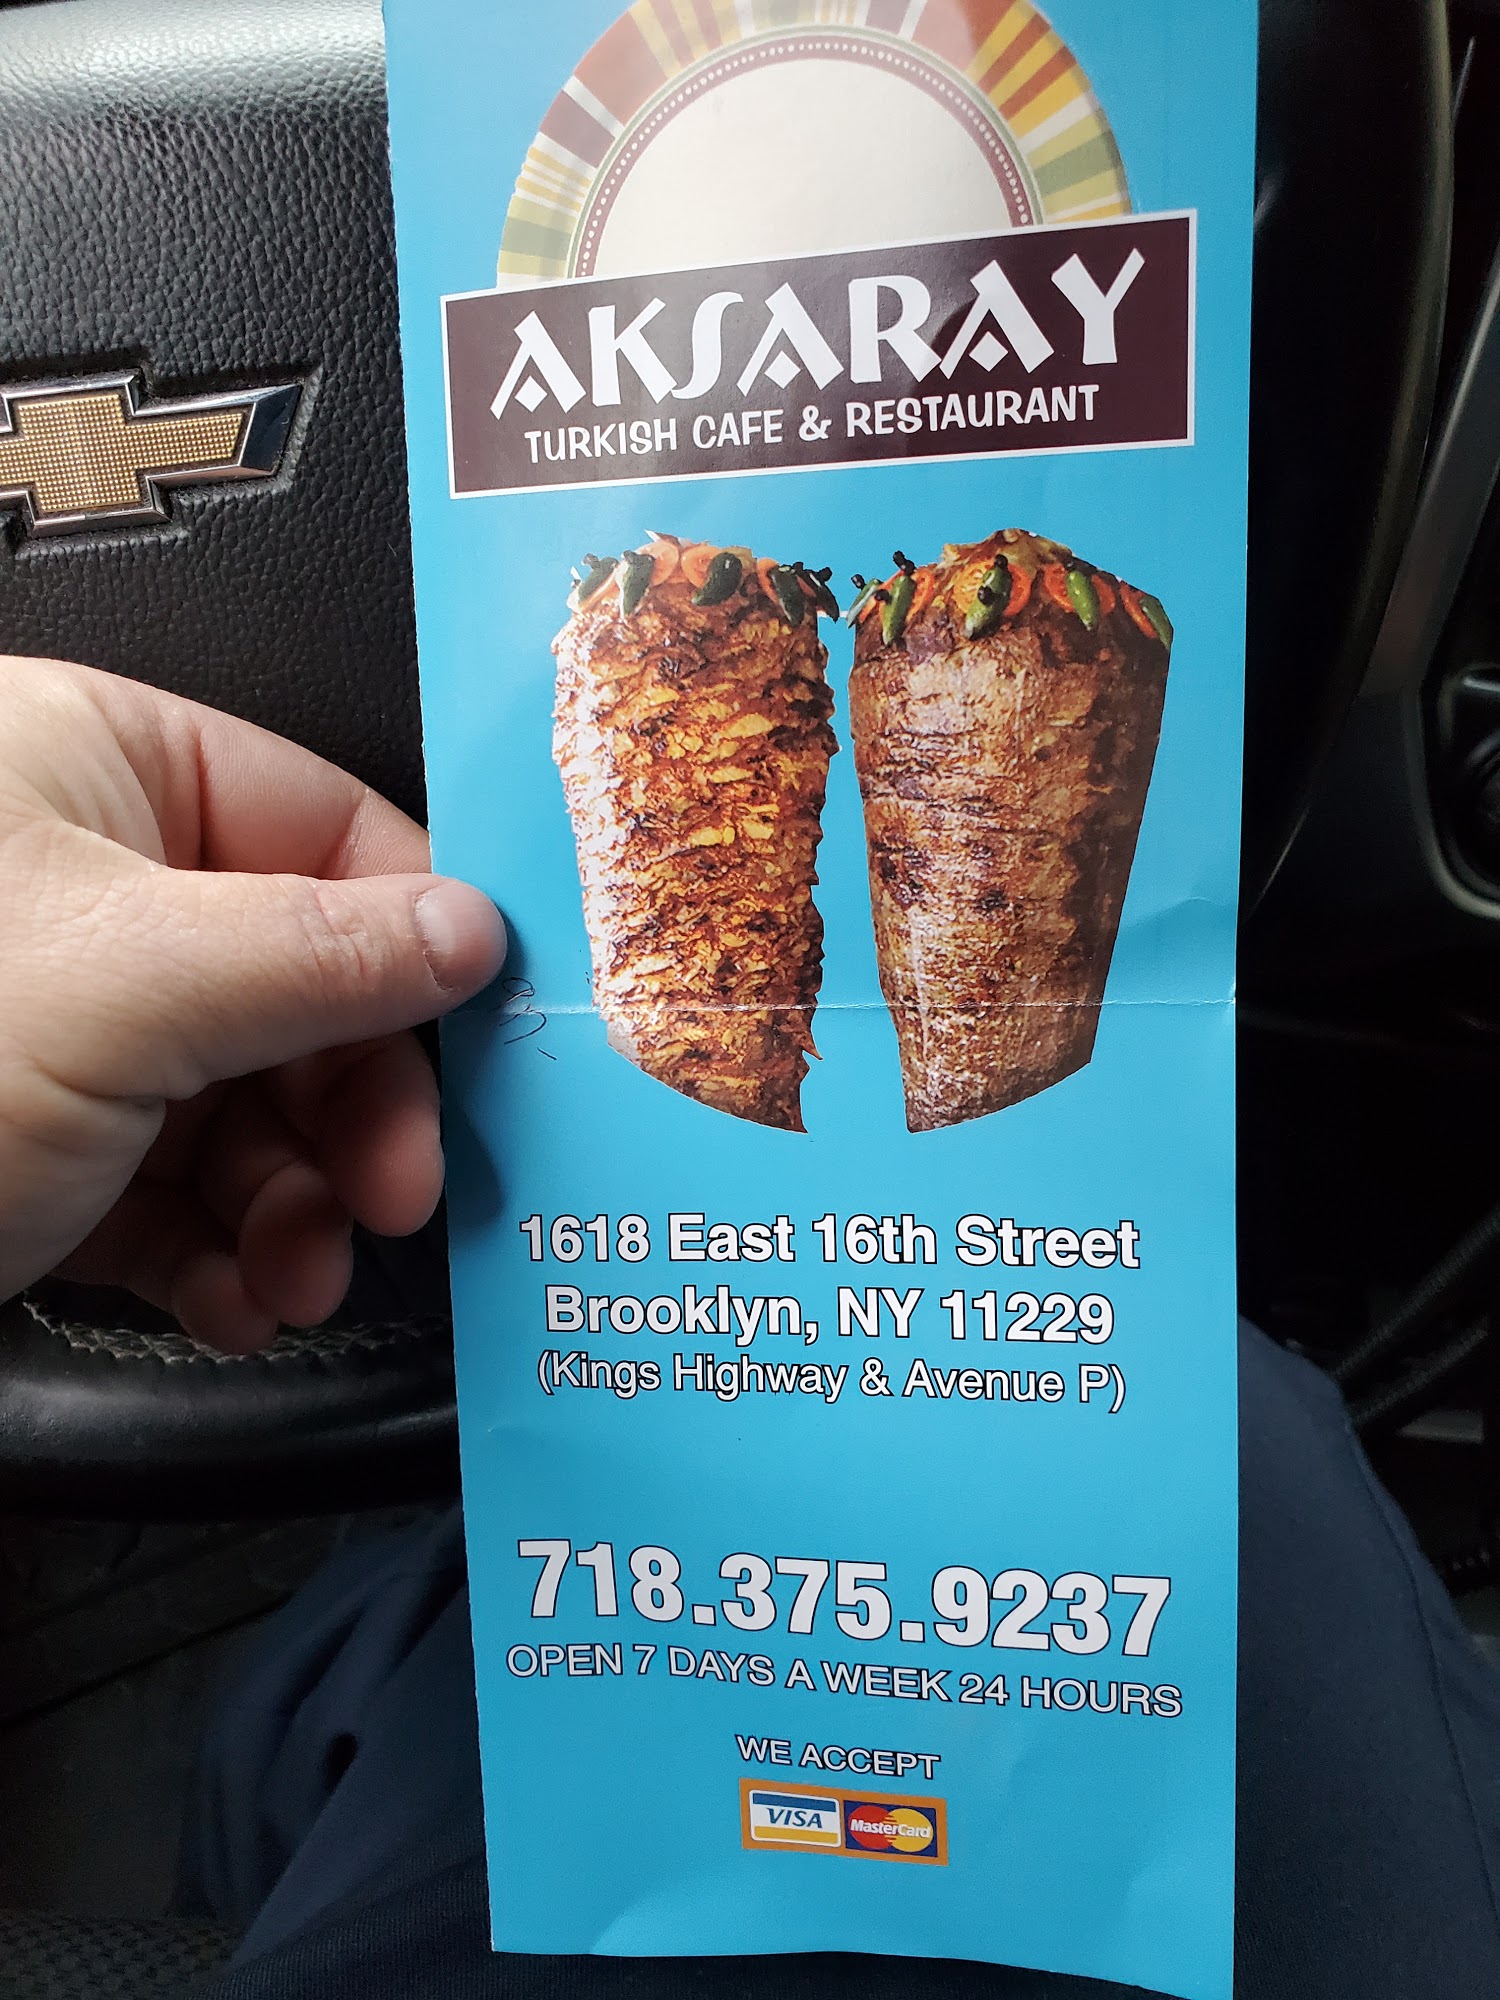 AKSARAY
TURKISH CAFE & RESTAURANT
1618 East 16th Street
Brooklyn, NY 11229
(Kings Highway & Avenue P)
718.375.9237
OPEN 7 DAYS A WEEK 24 HOURS
WE ACCEPT
VISA MasterCard